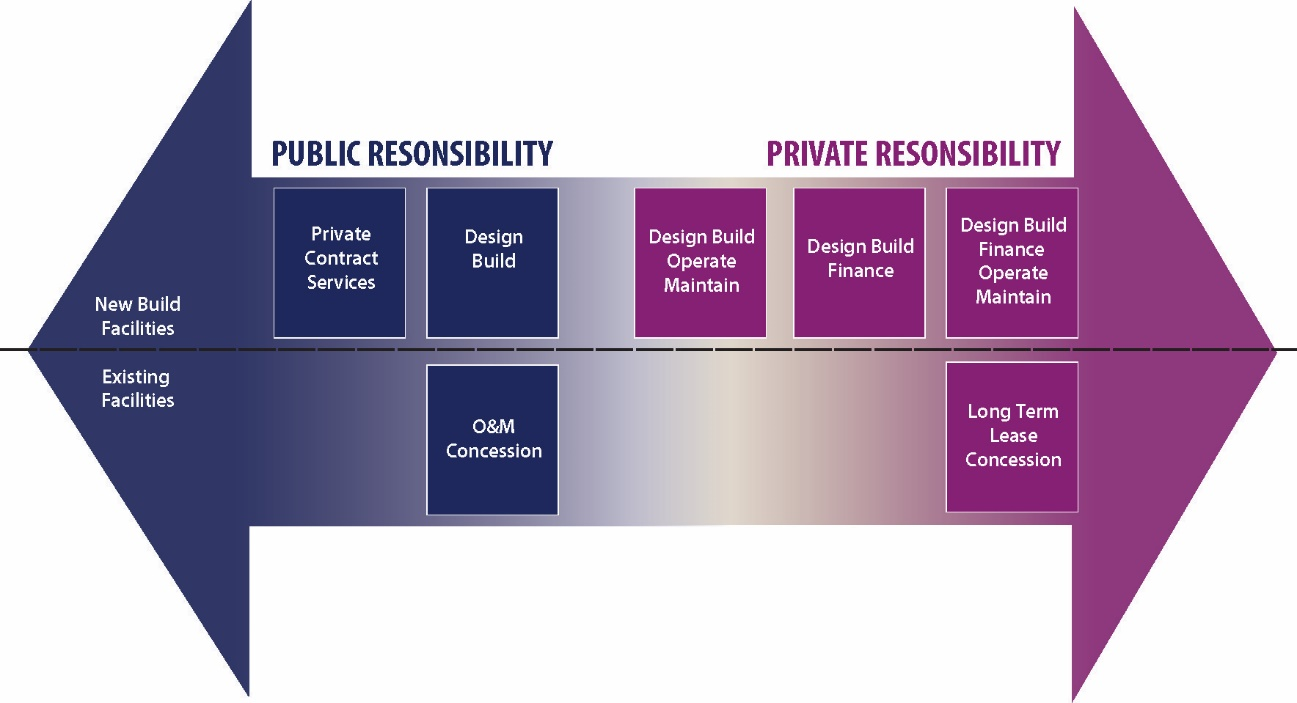 PUBLIC RESONSIBILITY
PRIVATE RESONSIBILITY
Private
Contract
Services
Design
Build
Design Build
Operate
Maintain
Design Build
Finance
Design Build
Finance
Operate
Maintain
New Build
Facilities
Existing
Facilities
O&M
Concession
Long Term
Lease
Concession